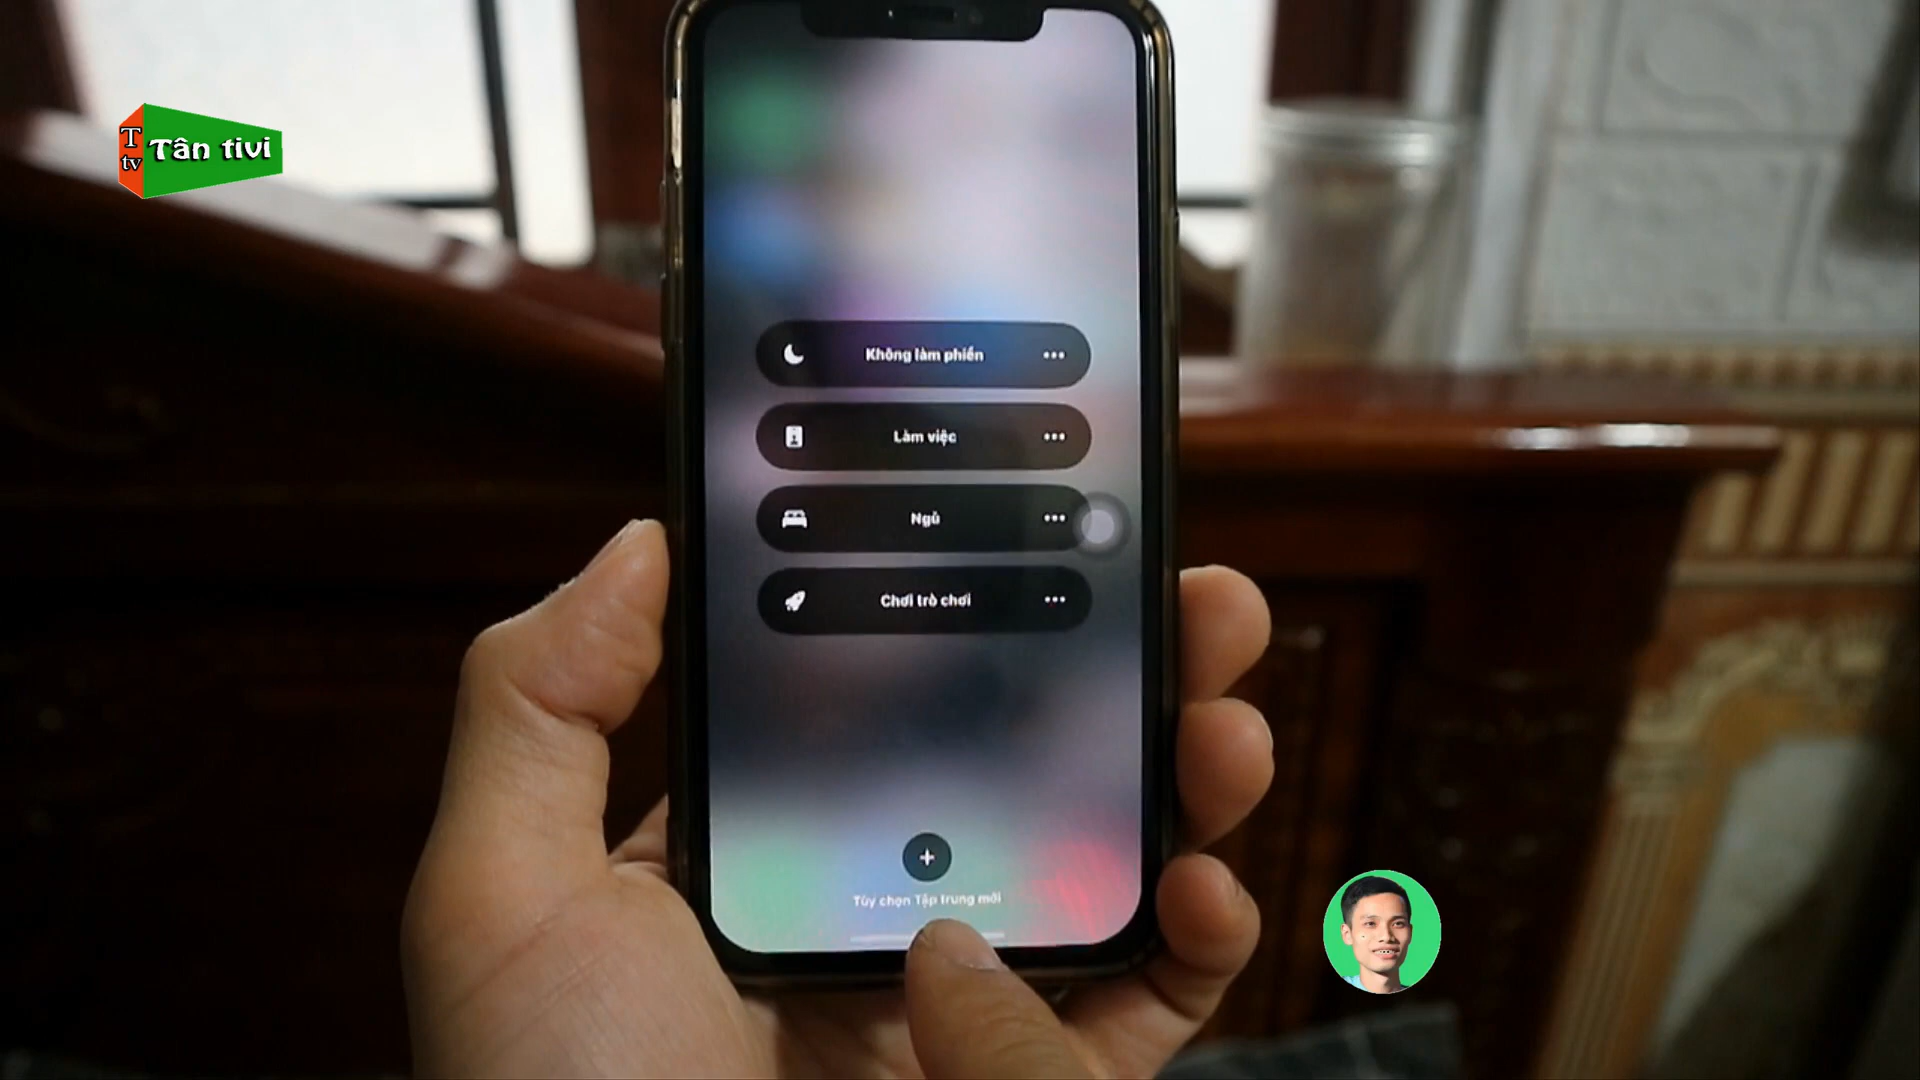 T
tv
Tân tivi
Không làm phiền
Làm việc
Ngủ
Chơi trò chơi
Tùy chọn Tập trung mới